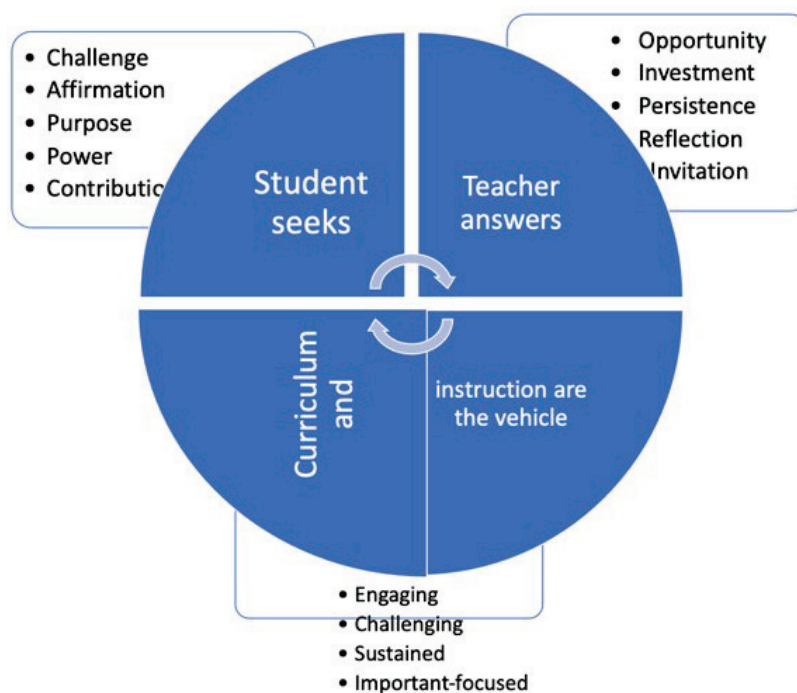 • Challenge
• Affirmation
• Purpose
• Power
• Contributio
• Opportunity
• Investment
• Persistence
Reflection
Invitation
Student
seeks
Teacher
answers
Curriculum
and
instruction are
the vehicle
• Engaging
• Challenging
• Sustained
• Important-focused